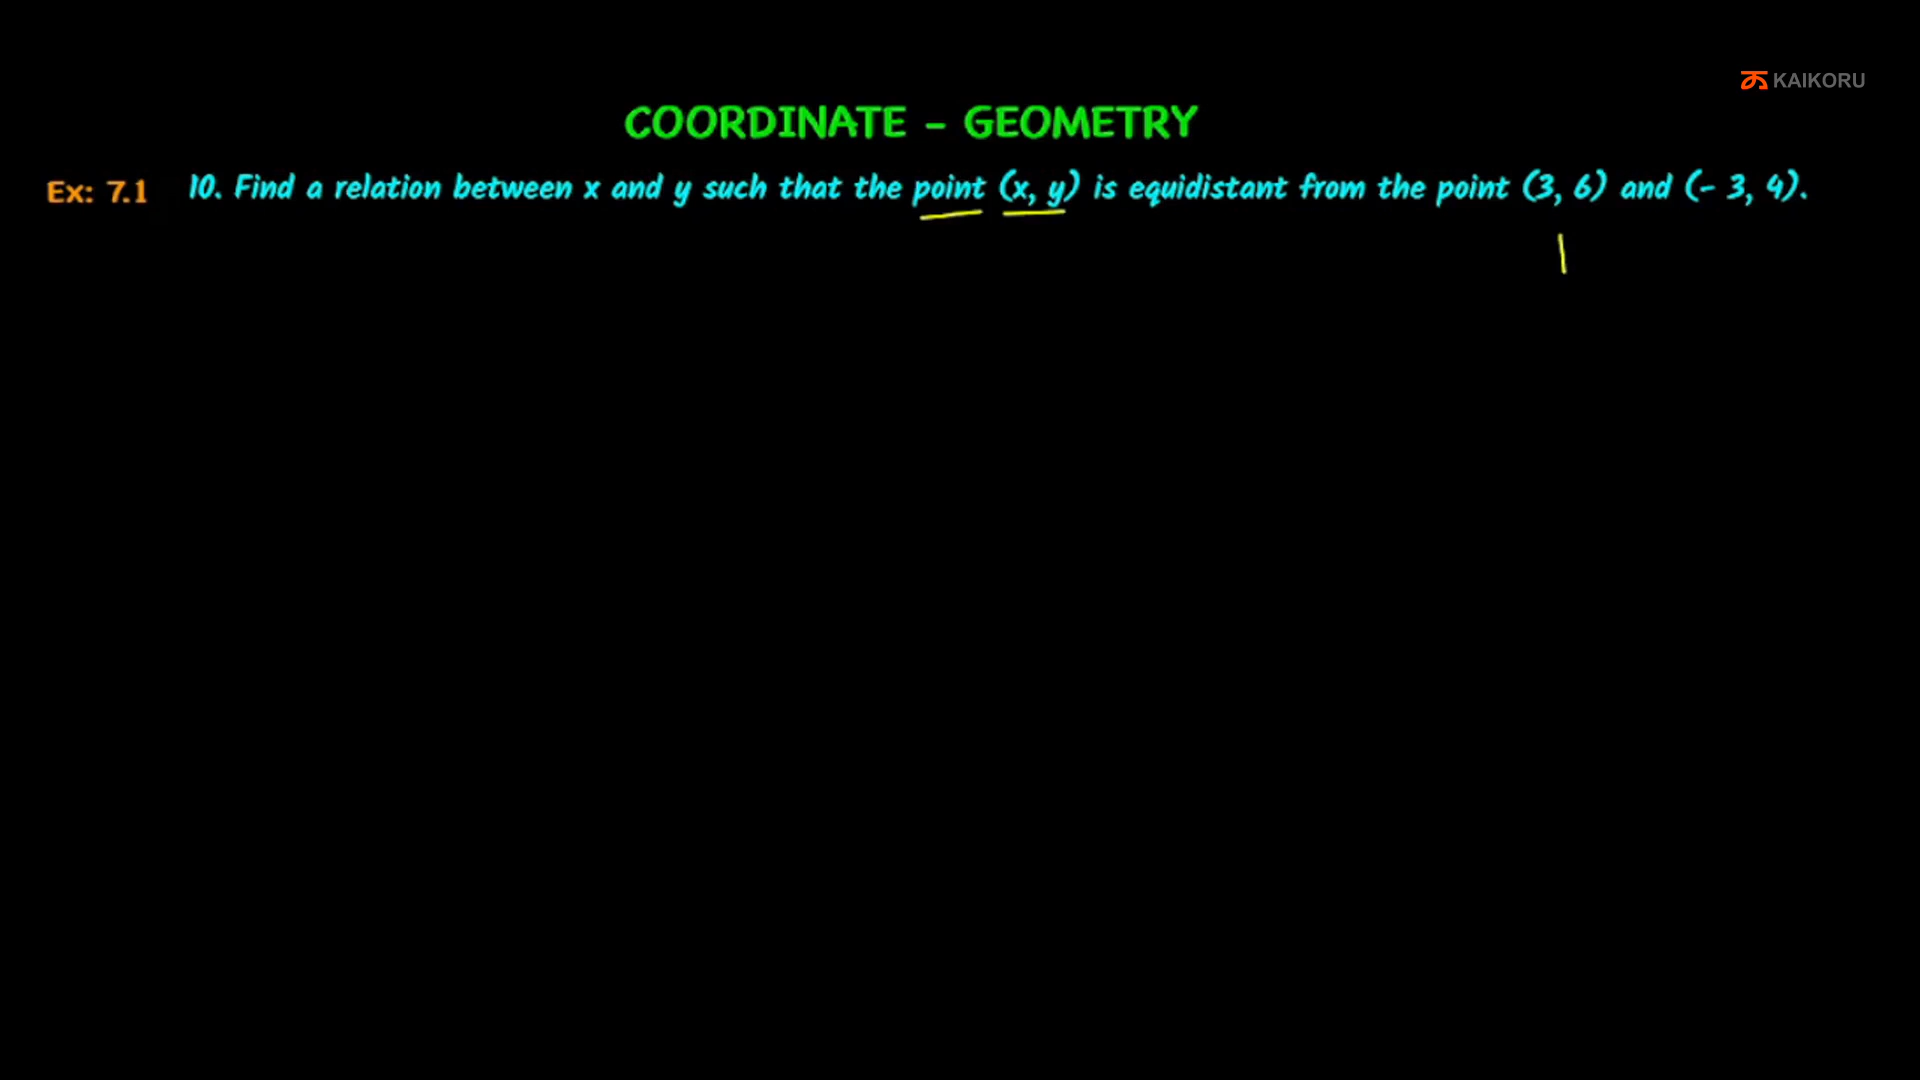 KAIKORU
COORDINATE - GEOMETRY
Ex: 7.1 10. Find a relation between x and y such that the point (x, y) is equidistant from the point (3, 6) and (- 3, 4).